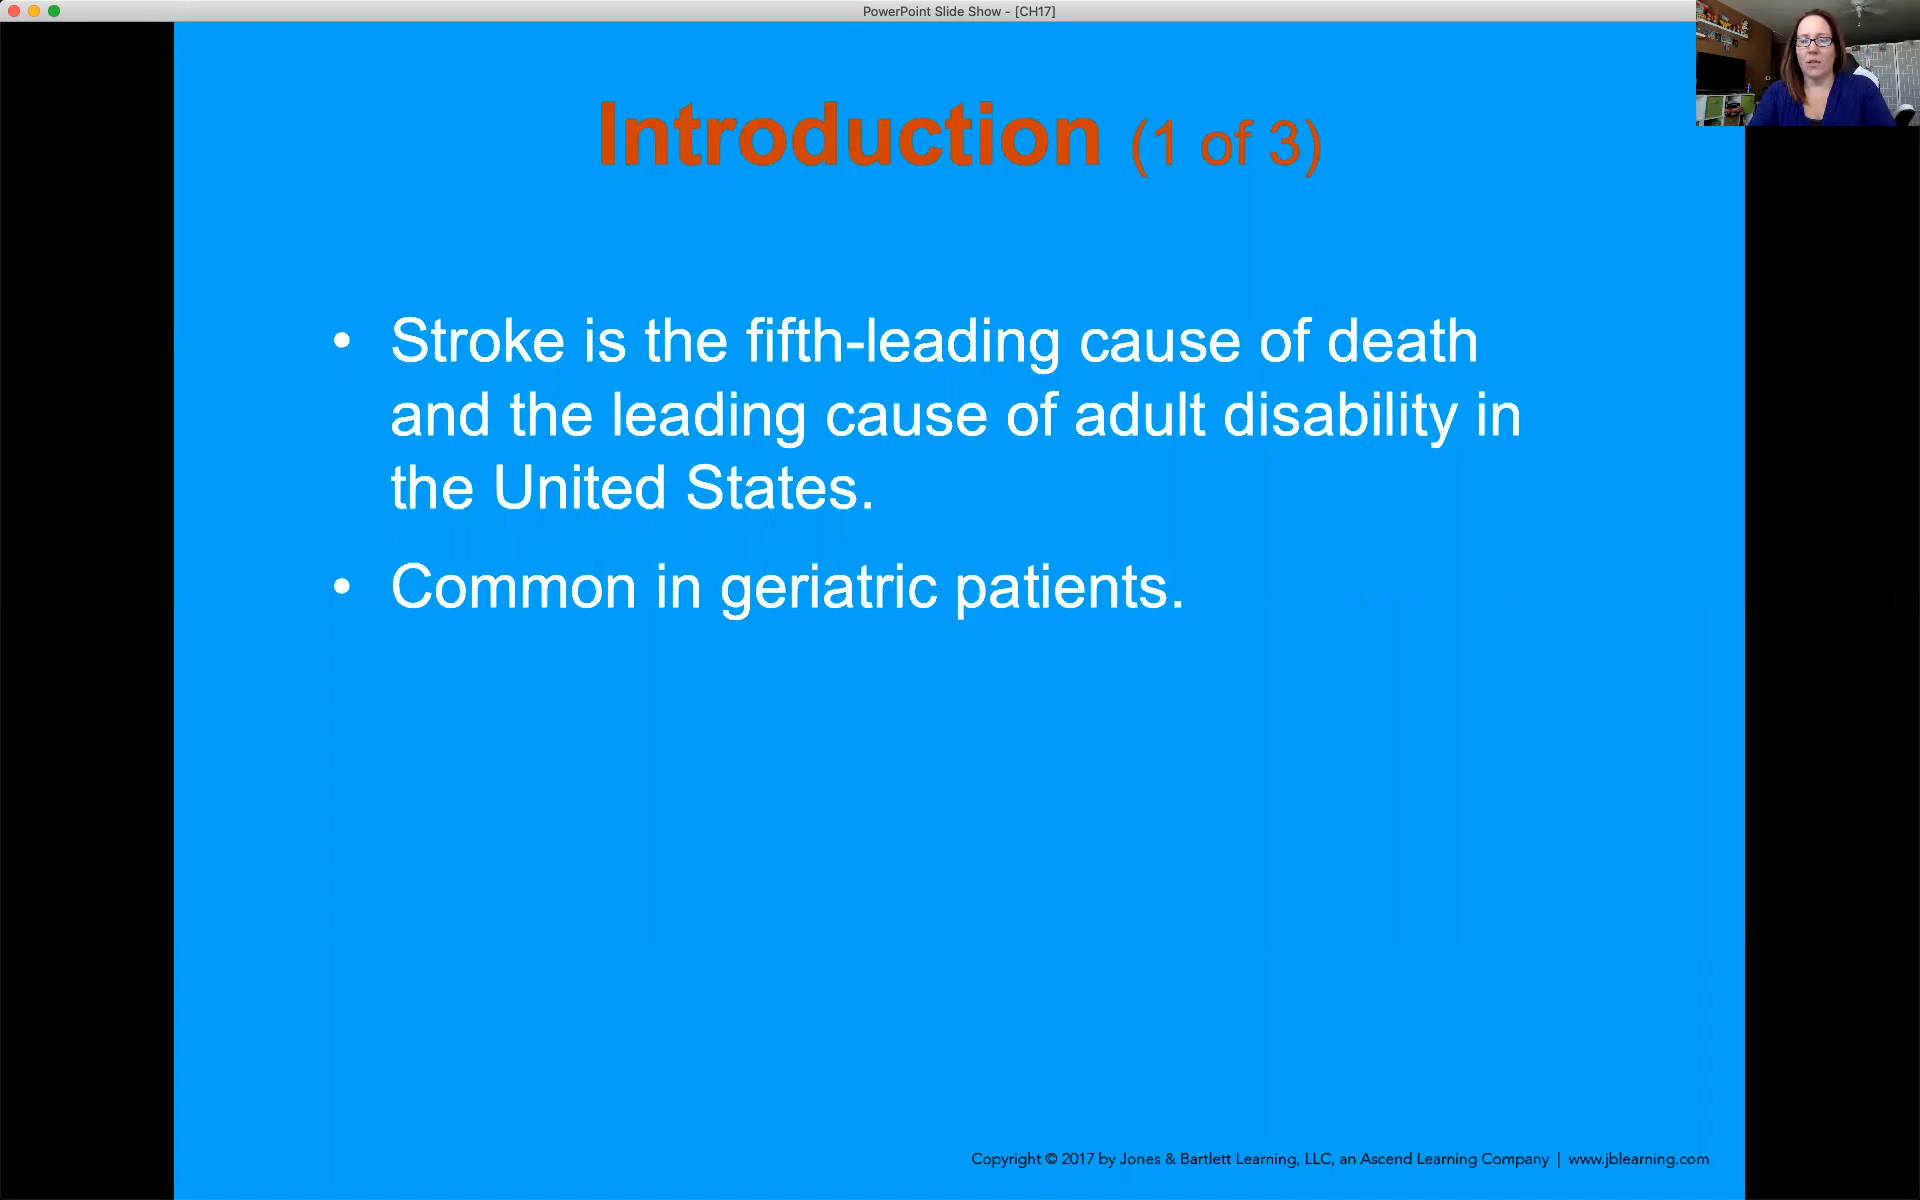 PowerPoint Slide Show - [CH17]
Introduction (1 of 3)
• Stroke is the fifth-leading cause of death
and the leading cause of adult disability in
the United States.
• Common in geriatric patients.
Copyright © 2017 by Jones & Bartlett Learning, LLC, an Ascend Learning Company | www.jblearning.com